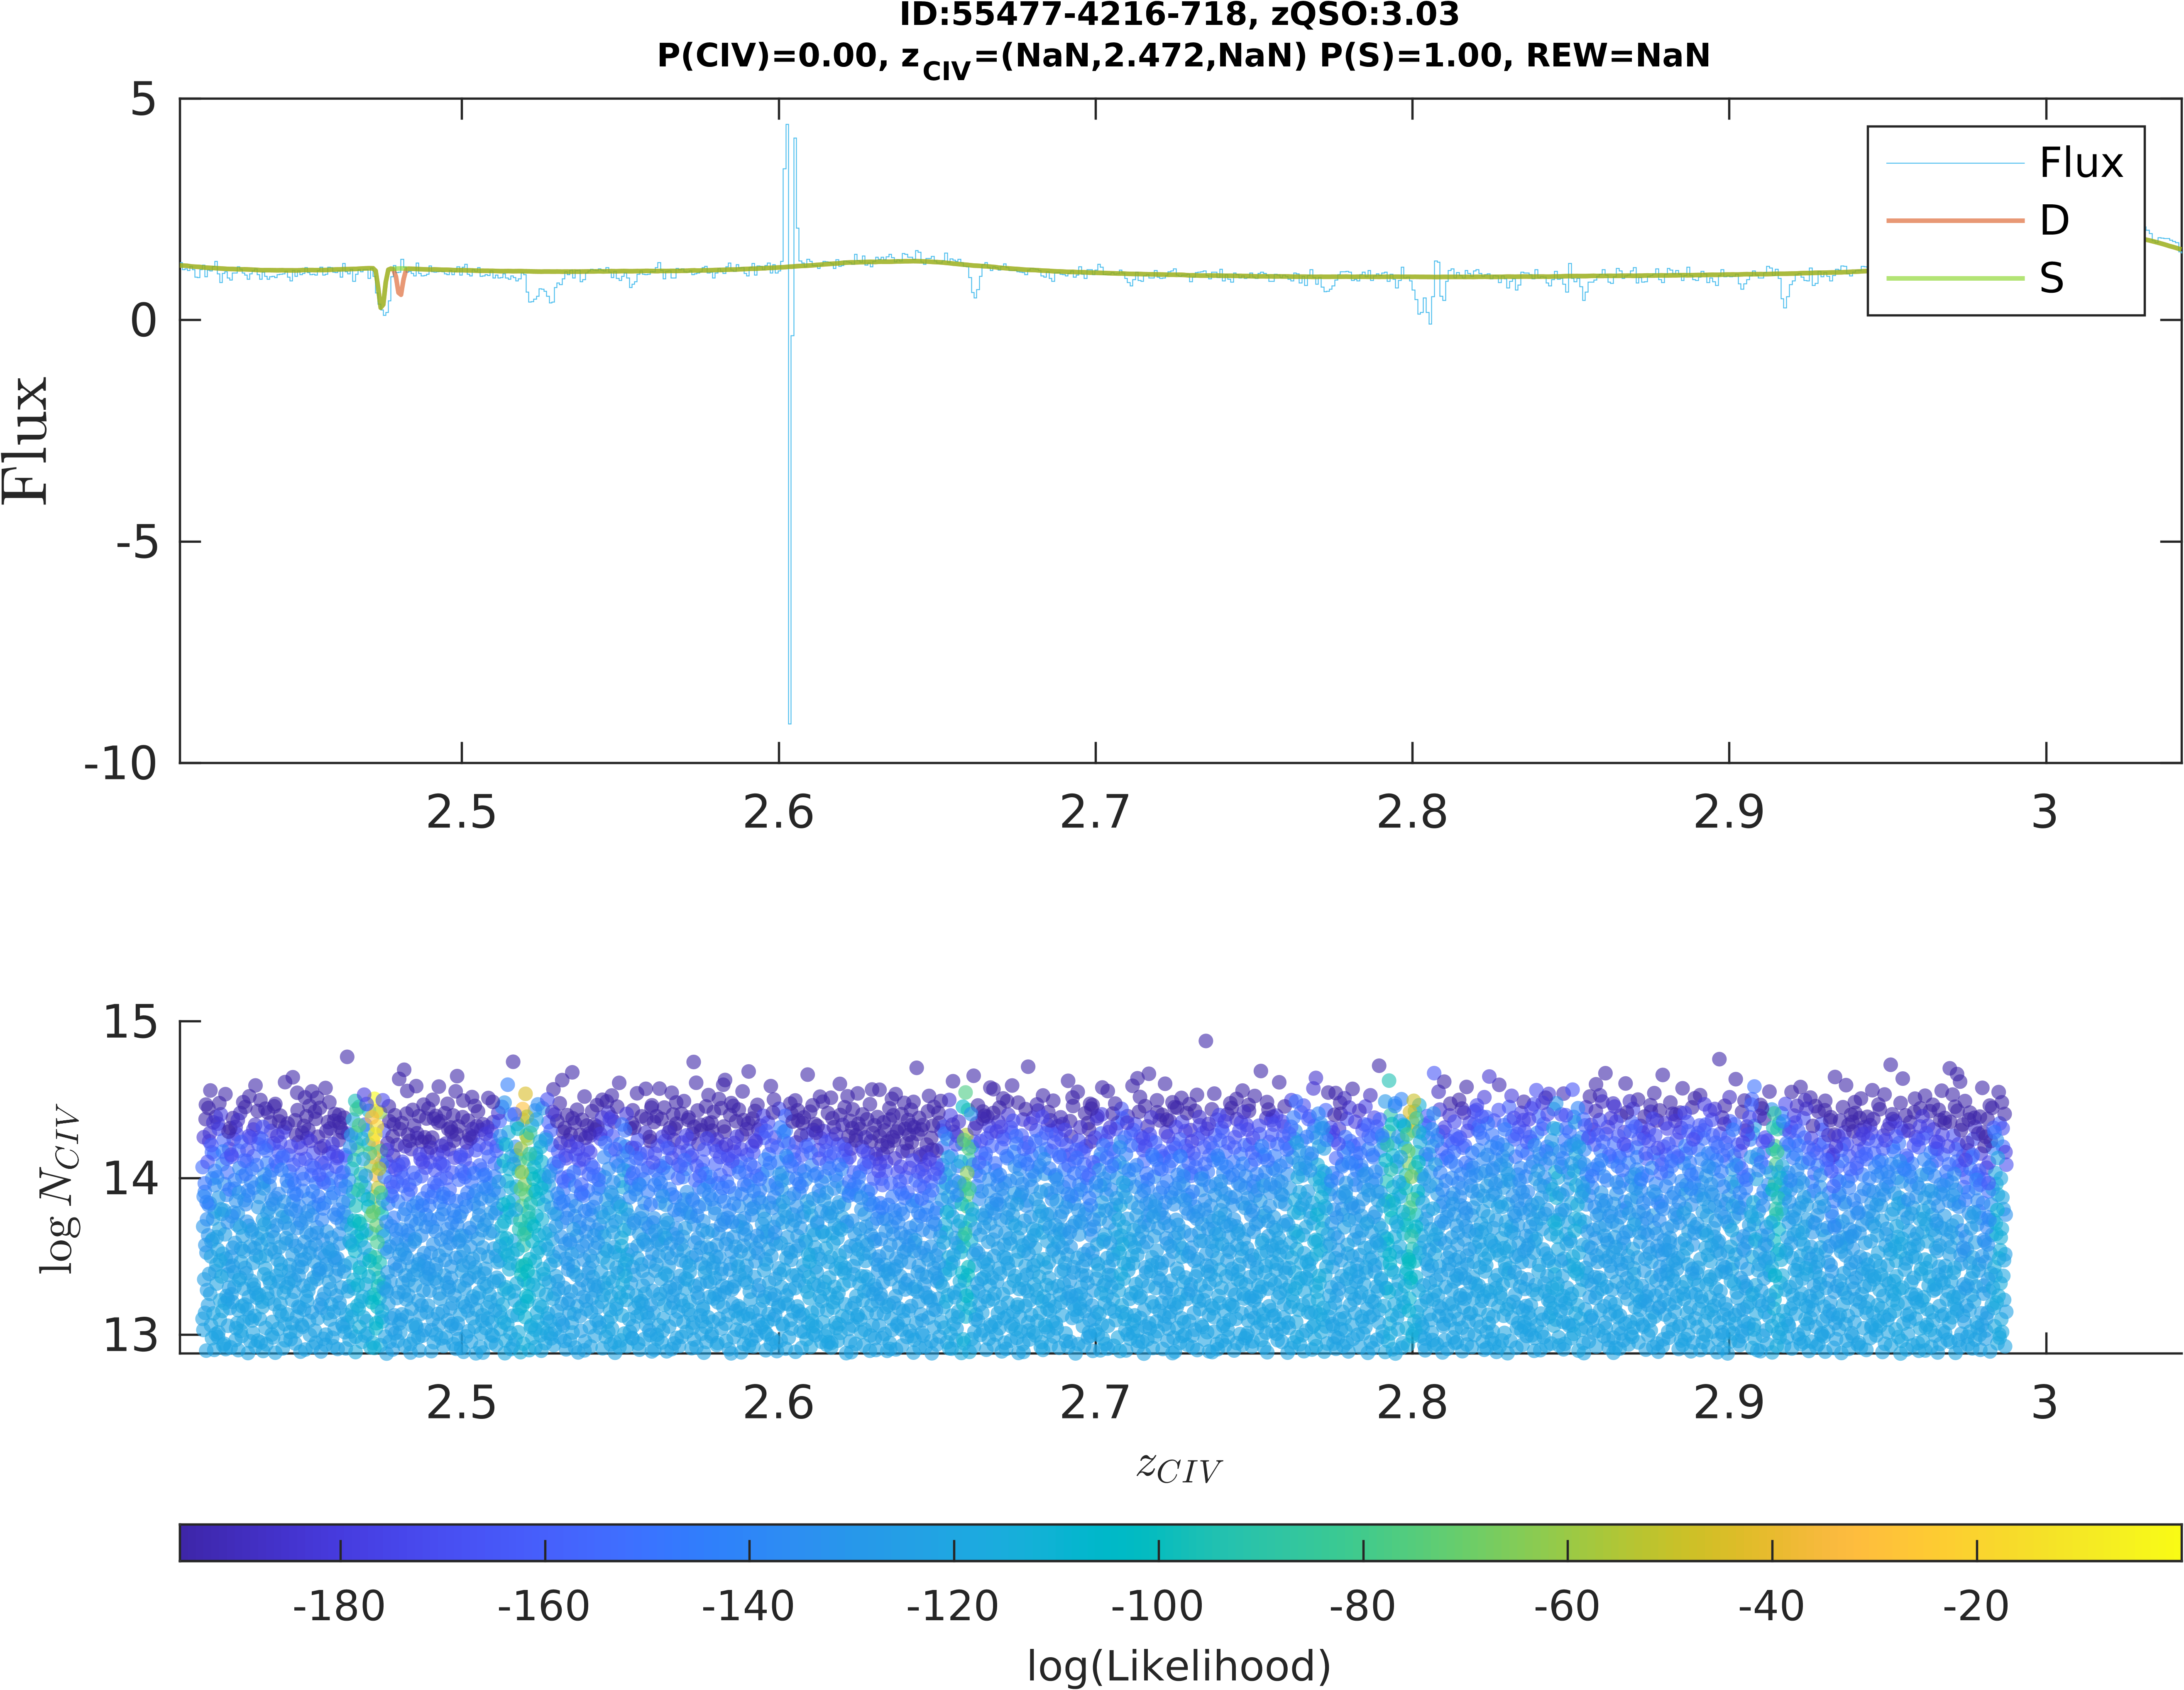 ID:55477-4216-718, zQSO:3.03
P(CIV)=0.00, z_CIV=(NaN,2.472,NaN) P(S)=1.00, REW=NaN
5
0
-5
-10
Flux
Flux
D
S
2.5 2.6 2.7 2.8 2.9 3
15
14
13
log N_CIV
2.5 2.6 2.7 2.8 2.9 3
z_CIV
-180 -160 -140 -120 -100 -80 -60 -40 -20
log(Likelihood)